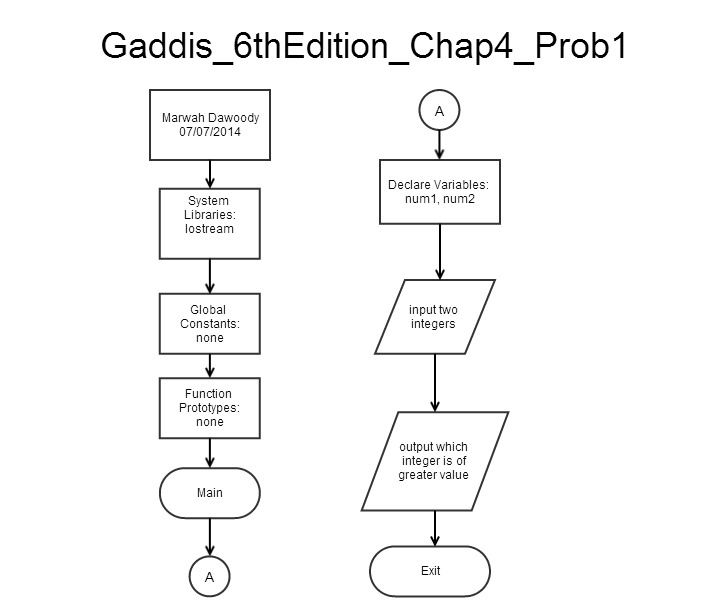 Gaddis_6thEdition_Chap4_Prob1
Marwah Dawoody
07/07/2014
System
Libraries:
Iostream
Global
Constants:
none
Function
Prototypes:
none
Main
A
A
Declare Variables:
num1, num2
input two
integers
output which
integer is of
greater value
Exit